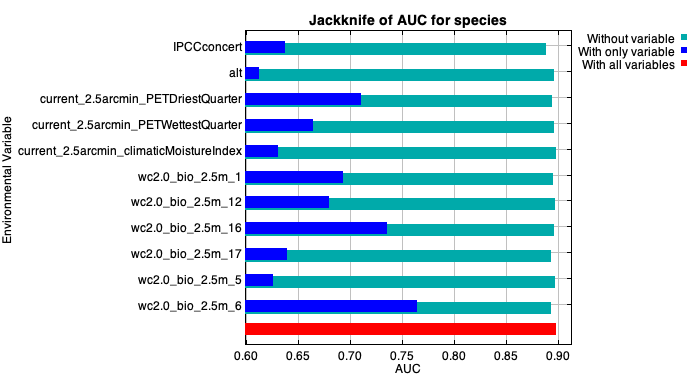 Jackknife of AUC for species
Without variable
With only variable
With all variables
Environmental Variable
IPCCconcert
alt
current_2.5arcmin_PETDriestQuarter
current_2.5arcmin_PETWettestQuarter
current_2.5arcmin_climaticMoistureIndex
wc2.0_bio_2.5m_1
wc2.0_bio_2.5m_12
wc2.0_bio_2.5m_16
wc2.0_bio_2.5m_17
wc2.0_bio_2.5m_5
wc2.0_bio_2.5m_6
0.60 0.65 0.70 0.75 0.80 0.85 0.90
AUC